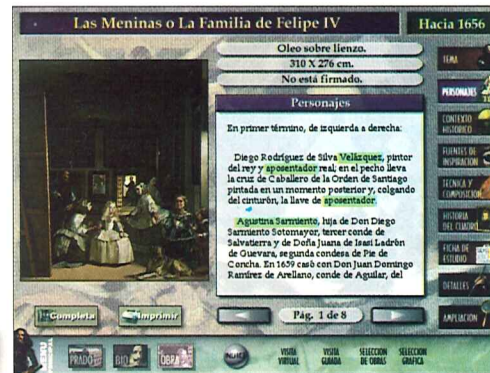 Las Meninas o La Familia de Felipe IV
Hacia 1656
Oleo sobre lienzo.
310 X 276 cm.
No está firmado.
Personajes
En primer término, de izquierda a derecha:
Diego Rodríguez de Silva Velázquez, pintor
del rey y aposentador real; en el pecho lleva
la cruz de Caballero de la Orden de Santiago
pintada en un momento posterior y, colgando
del cinturón, la llave de aposentador.
Agustina Sarmiento, hija de Don Diego
Sarmiento Sotomayor, tercer conde de
Salvatierra y de Doña Juana de Isasi Ladrón
de Guevara, segunda condesa de Pie de
Concha. En 1659 casó con Don Juan Domingo
Ramírez de Arellano, conde de Aguilar, del
Completa
Imprimir
Pág. 1 de 8
TEMA
PERSONAJES
CONTEXTO
HISTORICO
FUENTES DE
INSPIRACION
TECNICA Y
COMPOSICION
HISTORIA
DEL CUADRO
FICHA DE
ESTUDIO
DETALLES
AMPLIACION
MENU
PRADO
BIO
OBRA
VISITA
VIRTUAL
VISITA
GUIADA
SELECCION
DE OBRAS
SELECCION
GRAFICA